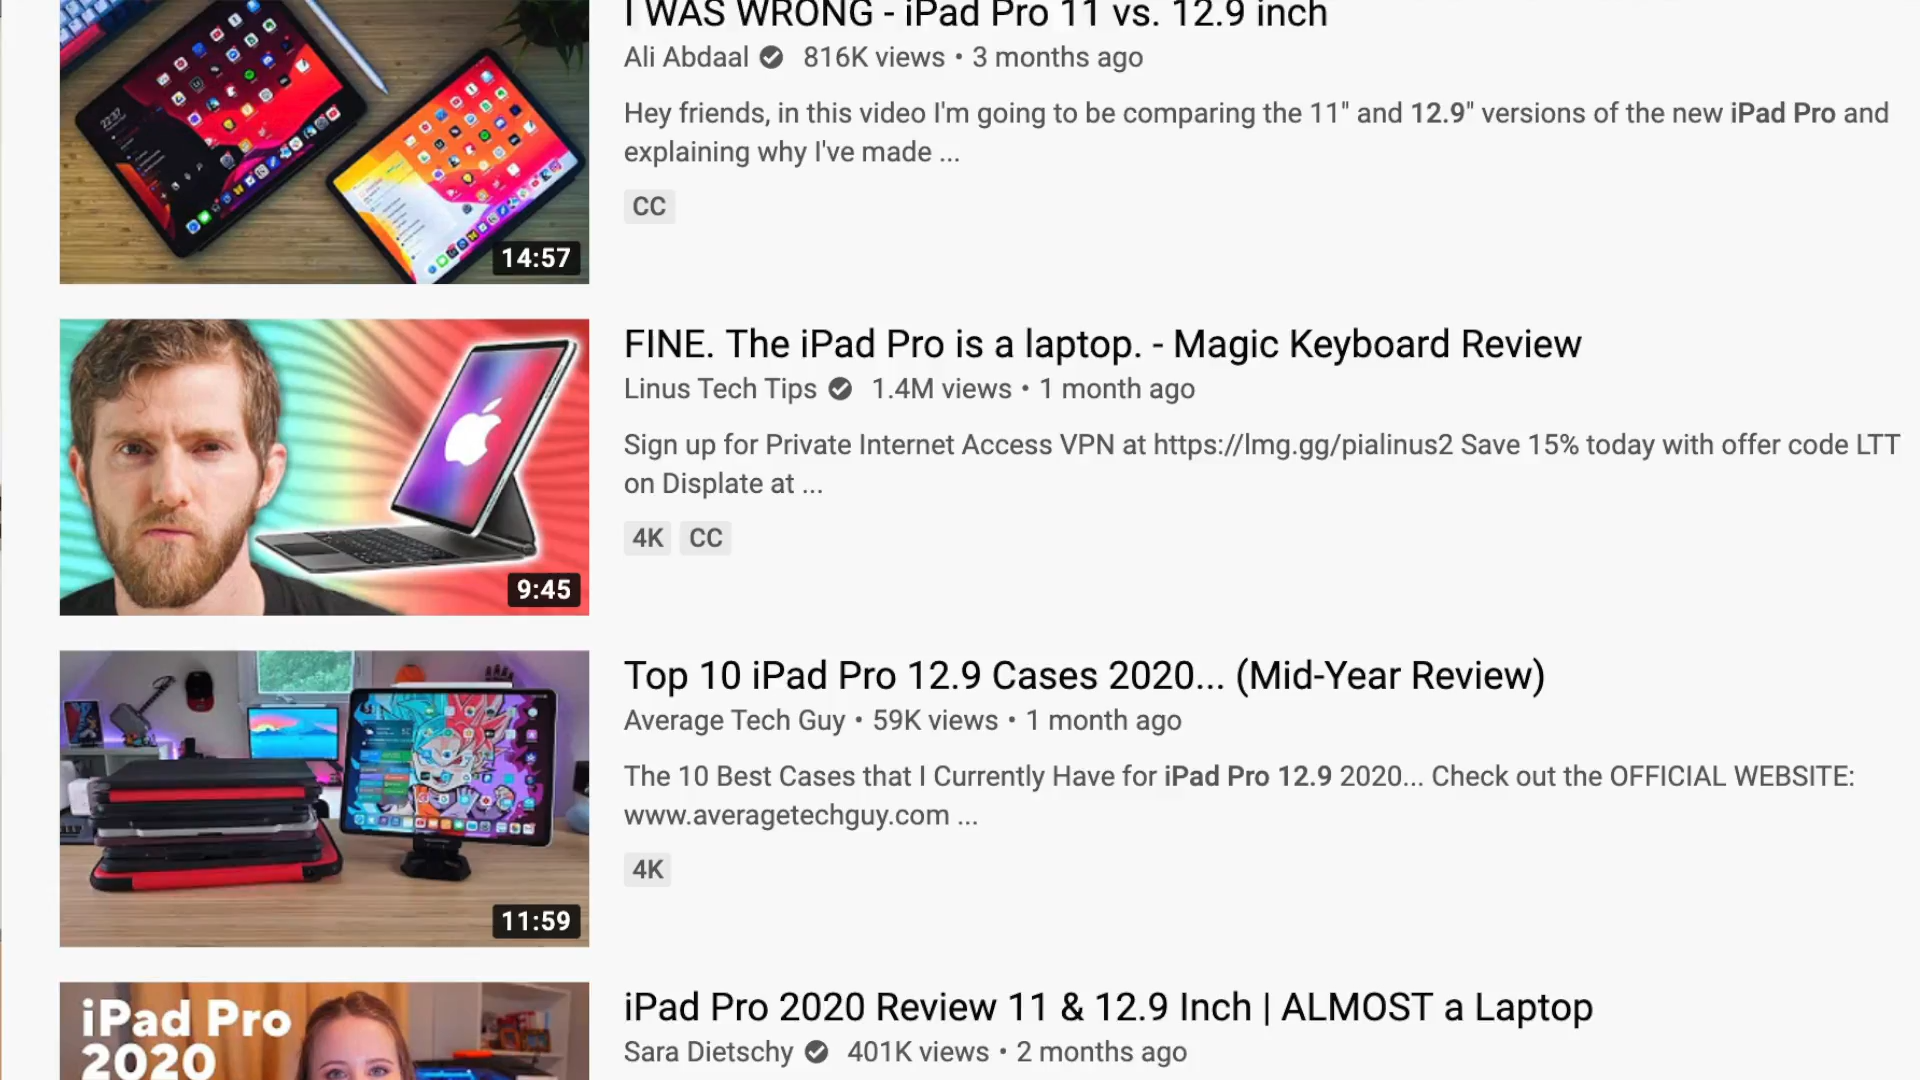 I WAS WRONG - iPad Pro 11 vs. 12.9 inch
Ali Abdaal 816K views • 3 months ago
Hey friends, in this video I'm going to be comparing the 11" and 12.9" versions of the new iPad Pro and
explaining why I've made ...
CC
22:37
14:57
FINE. The iPad Pro is a laptop. - Magic Keyboard Review
Linus Tech Tips 1.4M views • 1 month ago
Sign up for Private Internet Access VPN at https://lmg.gg/pialinus2 Save 15% today with offer code LTT
on Displate at ...
4K CC
9:45
Top 10 iPad Pro 12.9 Cases 2020... (Mid-Year Review)
Average Tech Guy • 59K views • 1 month ago
The 10 Best Cases that I Currently Have for iPad Pro 12.9 2020... Check out the OFFICIAL WEBSITE:
www.averagetechguy.com ...
4K
11:59
iPad Pro 2020 Review 11 & 12.9 Inch | ALMOST a Laptop
Sara Dietschy 401K views • 2 months ago
iPad Pro
2020